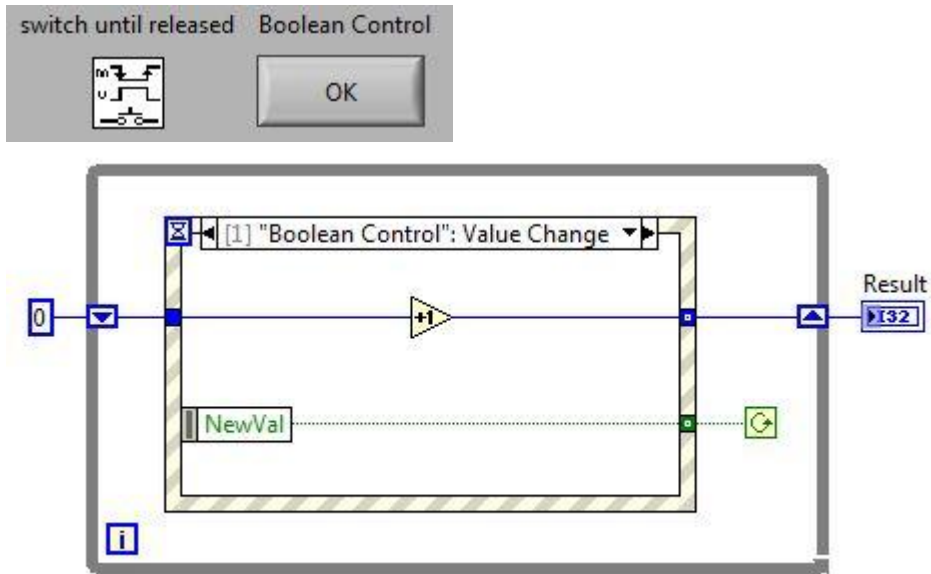 switch until released Boolean Control
m
v
OK
[1] "Boolean Control": Value Change
0
+1
Result
I32
NewVal
i